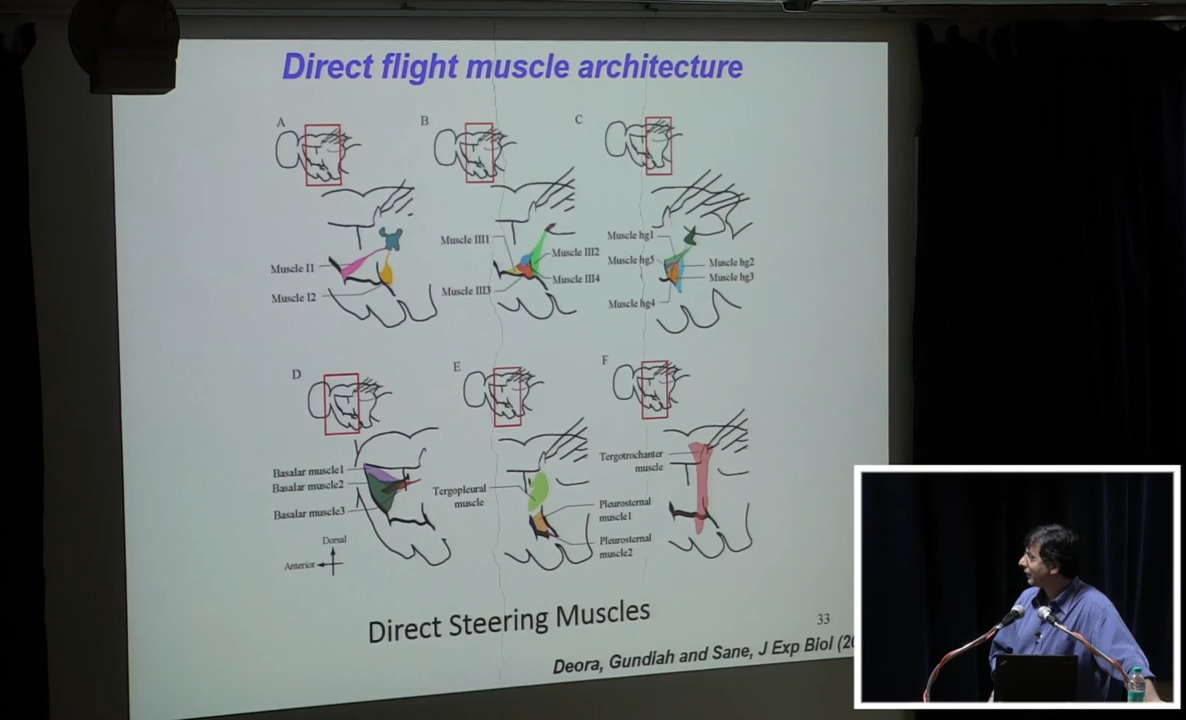 Direct flight muscle architecture
A
B
C
Muscle I1
Muscle I2
Muscle III1
Muscle III2
Muscle III4
Muscle III3
Muscle hg1
Muscle hg5
Muscle hg2
Muscle hg3
Muscle hg4
D
E
F
Basalar muscle1
Basalar muscle2
Basalar muscle3
Dorsal
Anterior
Tergopleural
muscle
Pleurosternal
muscle1
Pleurosternal
muscle2
Tergotrochanter
muscle
Direct Steering Muscles
33
Deora, Gundiah and Sane, J Exp Biol